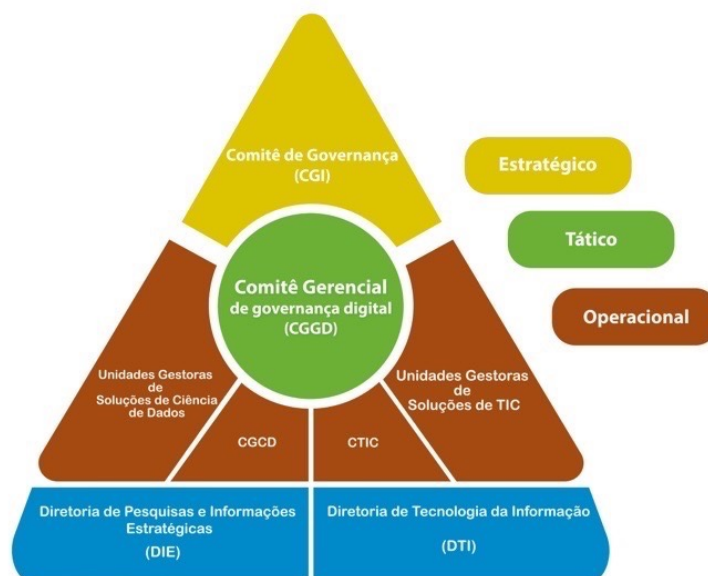 Comitê de Governança
(CGI)
Estratégico
Tático
Operacional
Comitê Gerencial
de governança digital
(CGGD)
Unidades Gestoras
de
Soluções de Ciência
de Dados
CGCD
CTIC
Unidades Gestoras
de
Soluções de TIC
Diretoria de Pesquisas e Informações
Estratégicas
(DIE)
Diretoria de Tecnologia da Informação
(DTI)